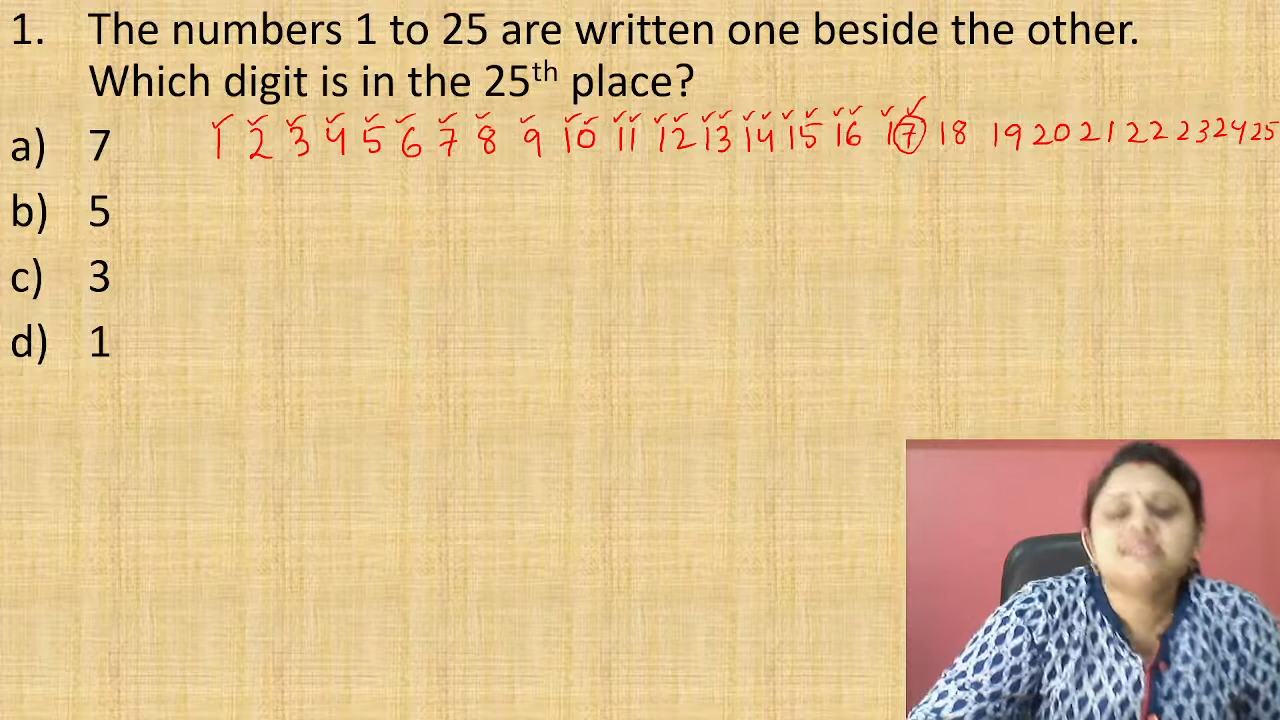 1. The numbers 1 to 25 are written one beside the other.
Which digit is in the 25th place?
1 2 3 4 5 6 7 8 9 10 11 12 13 14 15 16 17 18 19 20 21 22 23 24 25
a) 7
b) 5
c) 3
d) 1